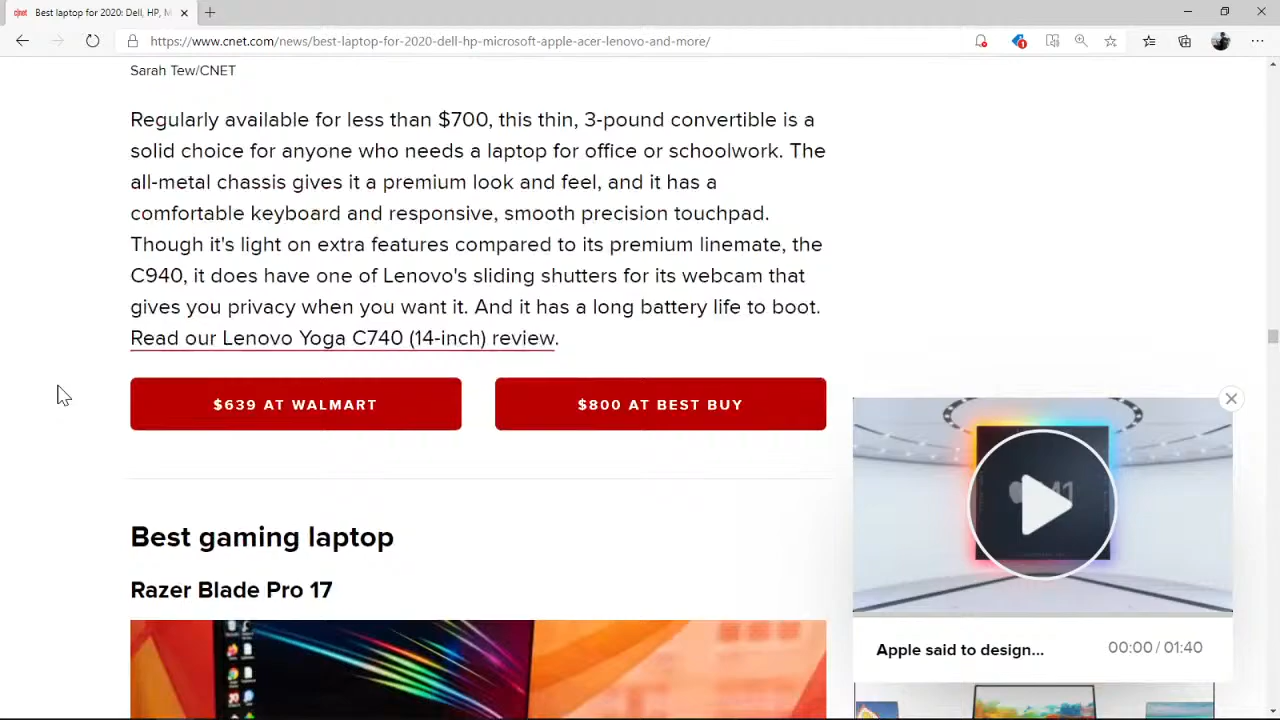 cnet
Best laptop for 2020: Dell, HP, M
https://www.cnet.com/news/best-laptop-for-2020-dell-hp-microsoft-apple-acer-lenovo-and-more/
1
Sarah Tew/CNET
Regularly available for less than $700, this thin, 3-pound convertible is a
solid choice for anyone who needs a laptop for office or schoolwork. The
all-metal chassis gives it a premium look and feel, and it has a
comfortable keyboard and responsive, smooth precision touchpad.
Though it's light on extra features compared to its premium linemate, the
C940, it does have one of Lenovo's sliding shutters for its webcam that
gives you privacy when you want it. And it has a long battery life to boot.
Read our Lenovo Yoga C740 (14-inch) review.
$639 AT WALMART
$800 AT BEST BUY
Best gaming laptop
Razer Blade Pro 17
Apple said to design...
00:00 / 01:40